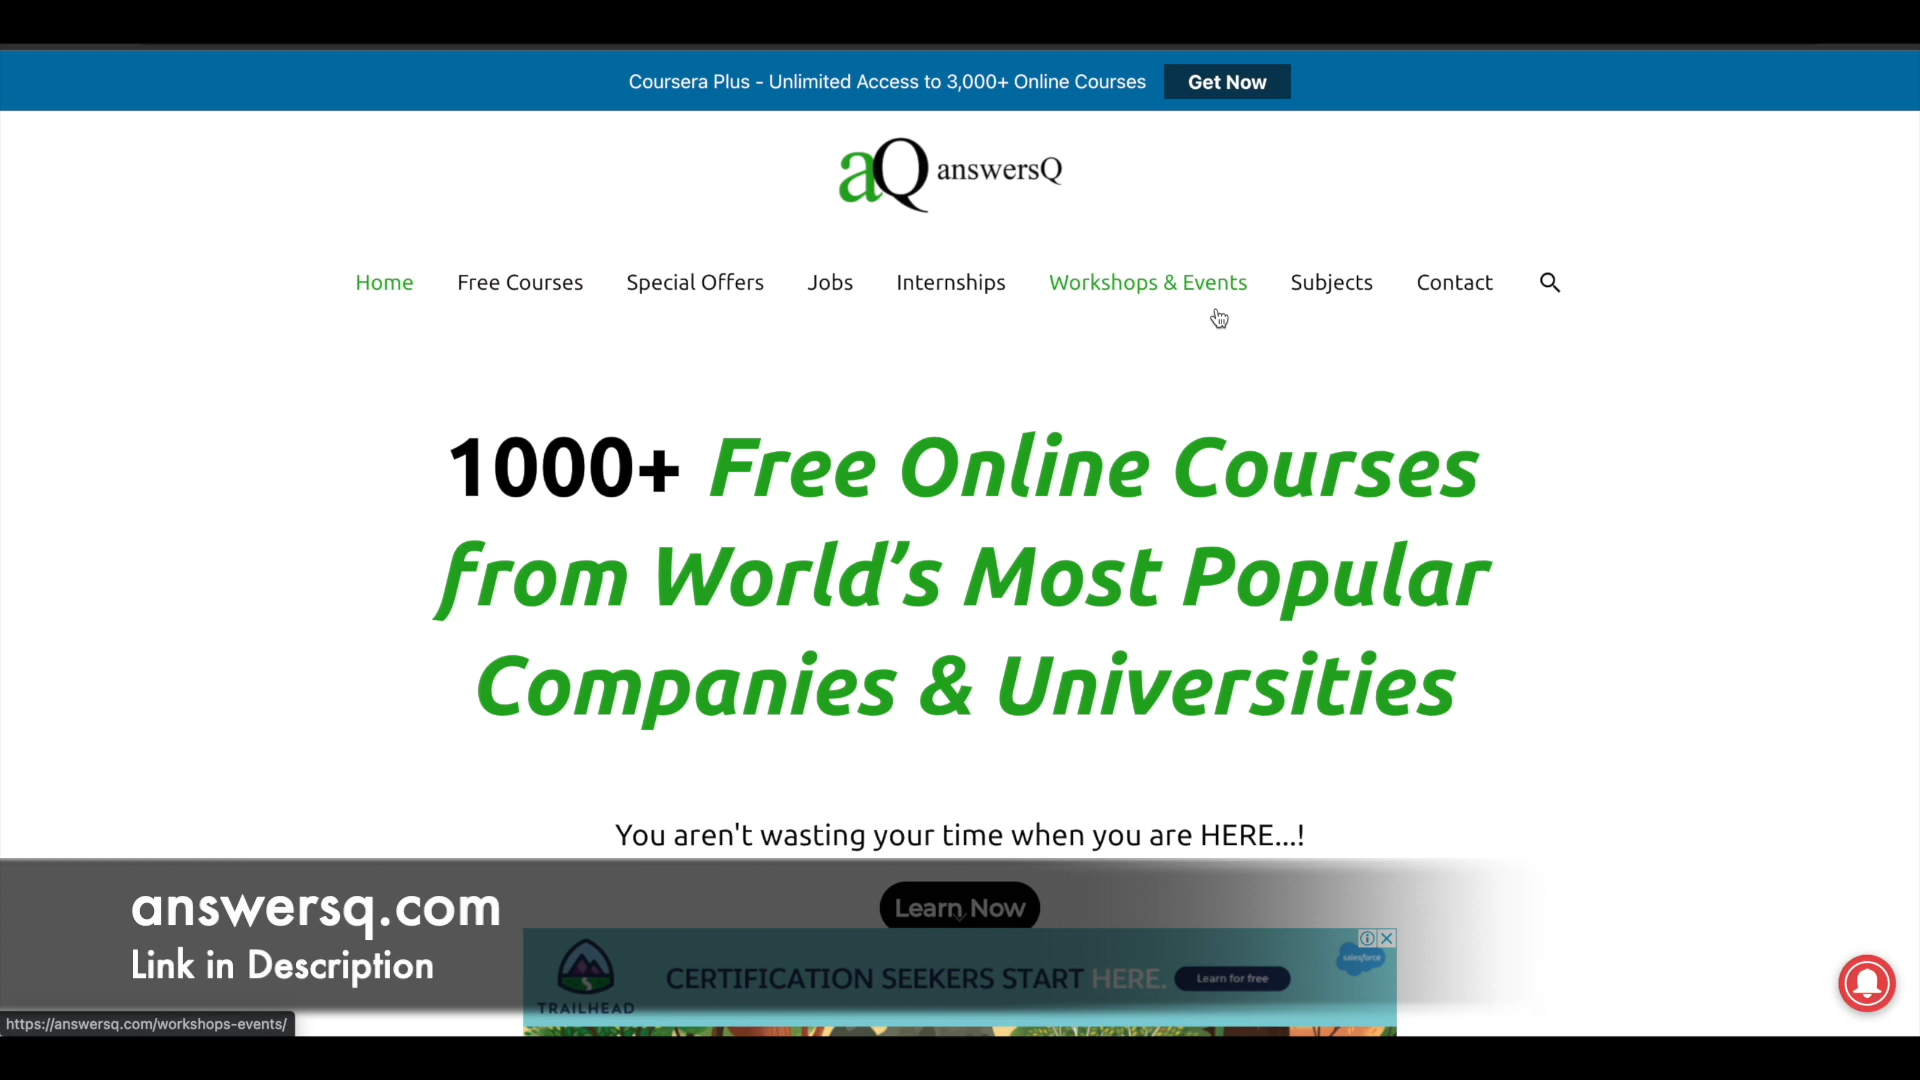 Coursera Plus - Unlimited Access to 3,000+ Online Courses Get Now
aQ answersQ
Home Free Courses Special Offers Jobs Internships Workshops & Events Subjects Contact
1000+ Free Online Courses
from World's Most Popular
Companies & Universities
You aren't wasting your time when you are HERE...!
Learn Now
answersq.com
Link in Description
TRAILHEAD
CERTIFICATION SEEKERS START HERE. Learn for free
salesforce
https://answersq.com/workshops-events/